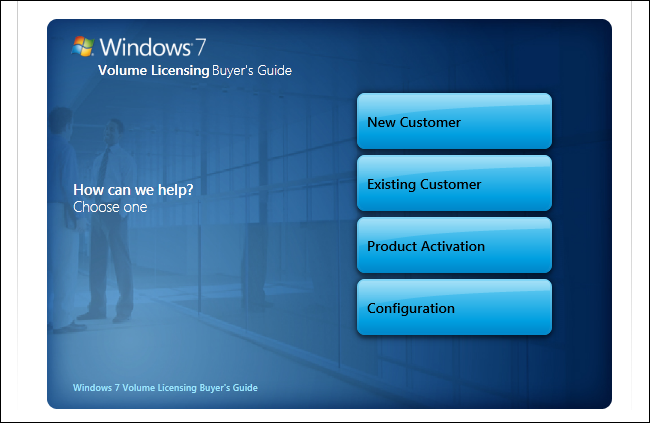 Windows 7
Volume Licensing Buyer's Guide
New Customer
Existing Customer
How can we help?
Choose one
Product Activation
Configuration
Windows 7 Volume Licensing Buyer's Guide